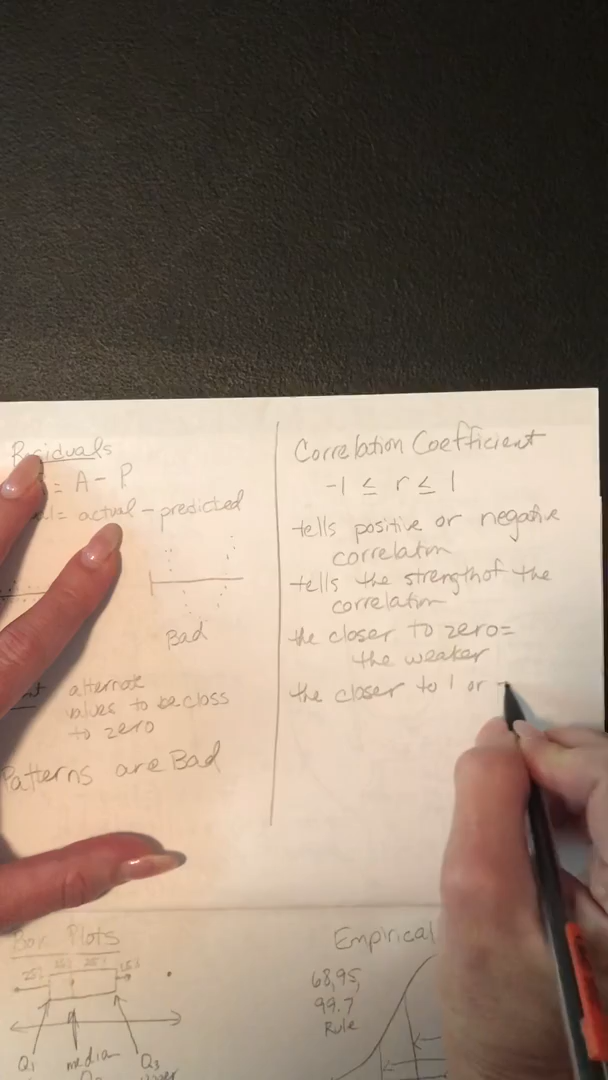 Residuals
= A - P
= actual - predicted
Bad
alternate
values to be closs
to zero
Patterns are Bad
Correlation Coefficient
-1 ≤ r ≤ 1
tells positive or negative
correlation
tells the strength of the
correlation
the closer to zero=
the weaker
the closer to 1 or -
Box Plots
25%
Q1
median
Q3
Empirical
68, 95,
99.7
Rule